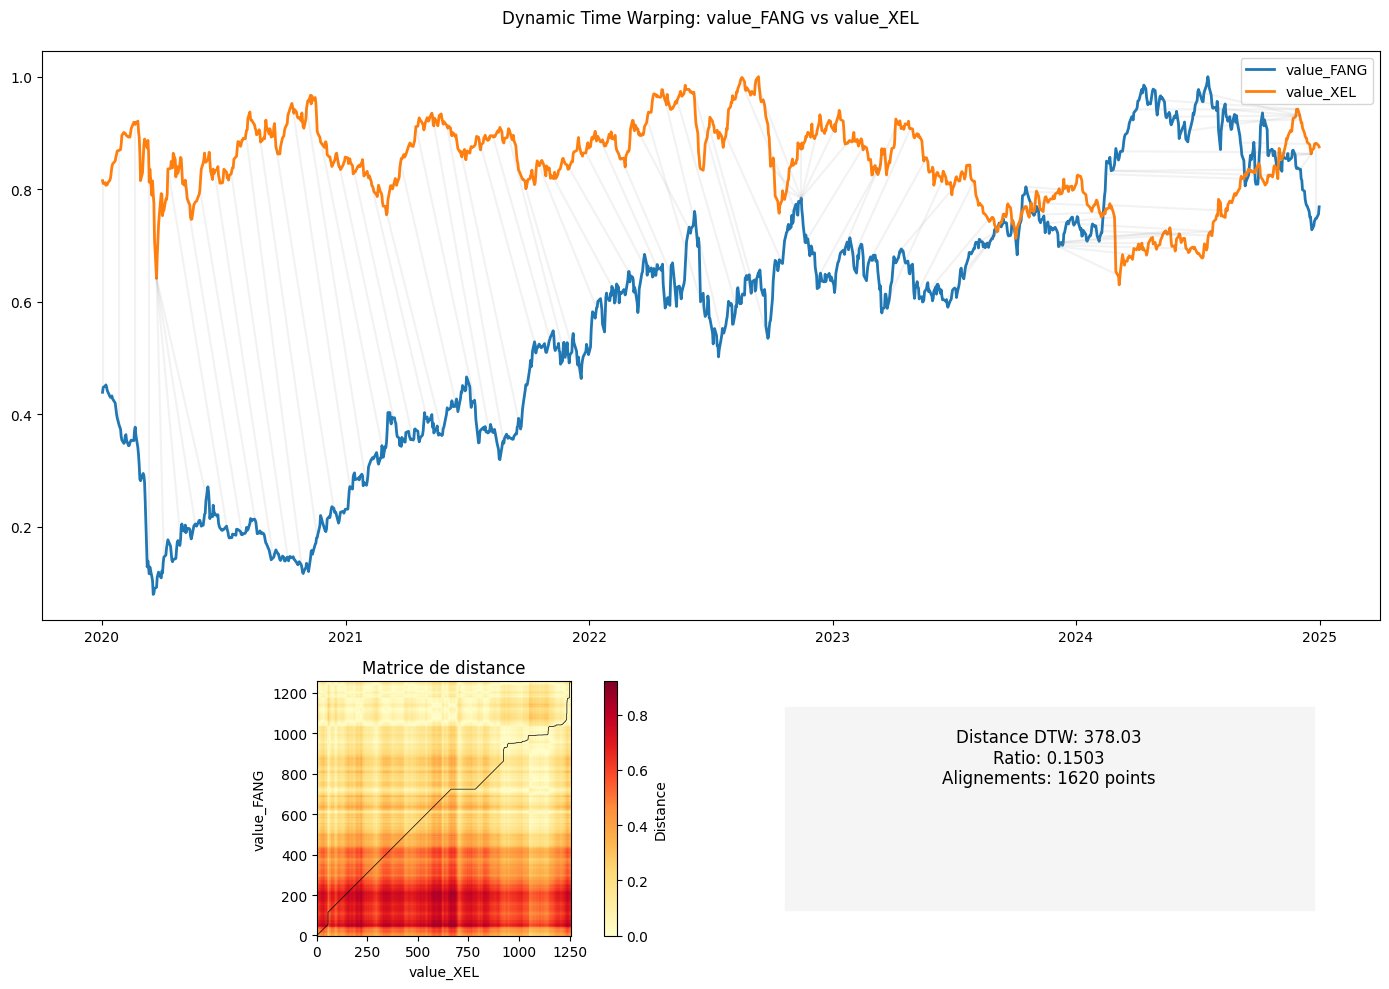 Dynamic Time Warping: value_FANG vs value_XEL
value_FANG
value_XEL
1.0
0.8
0.6
0.4
0.2
2020
2021
2022
2023
2024
2025
Matrice de distance
value_FANG
1200
1000
800
600
400
200
0
0
250
500
750
1000
1250
value_XEL
0.8
0.6
0.4
0.2
0.0
Distance
Distance DTW: 378.03
Ratio: 0.1503
Alignements: 1620 points